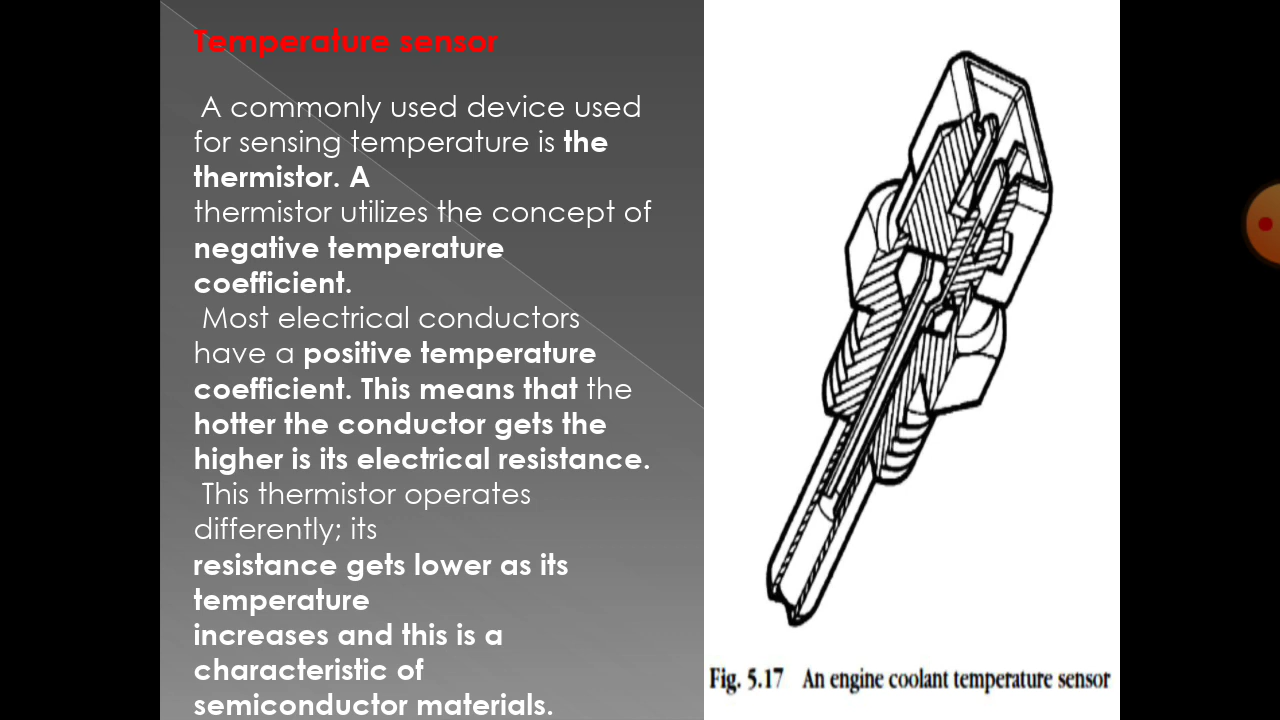 Temperature sensor
A commonly used device used
for sensing temperature is the
thermistor. A
thermistor utilizes the concept of
negative temperature
coefficient.
Most electrical conductors
have a positive temperature
coefficient. This means that the
hotter the conductor gets the
higher is its electrical resistance.
This thermistor operates
differently; its
resistance gets lower as its
temperature
increases and this is a
characteristic of
semiconductor materials.
Fig. 5.17 An engine coolant temperature sensor